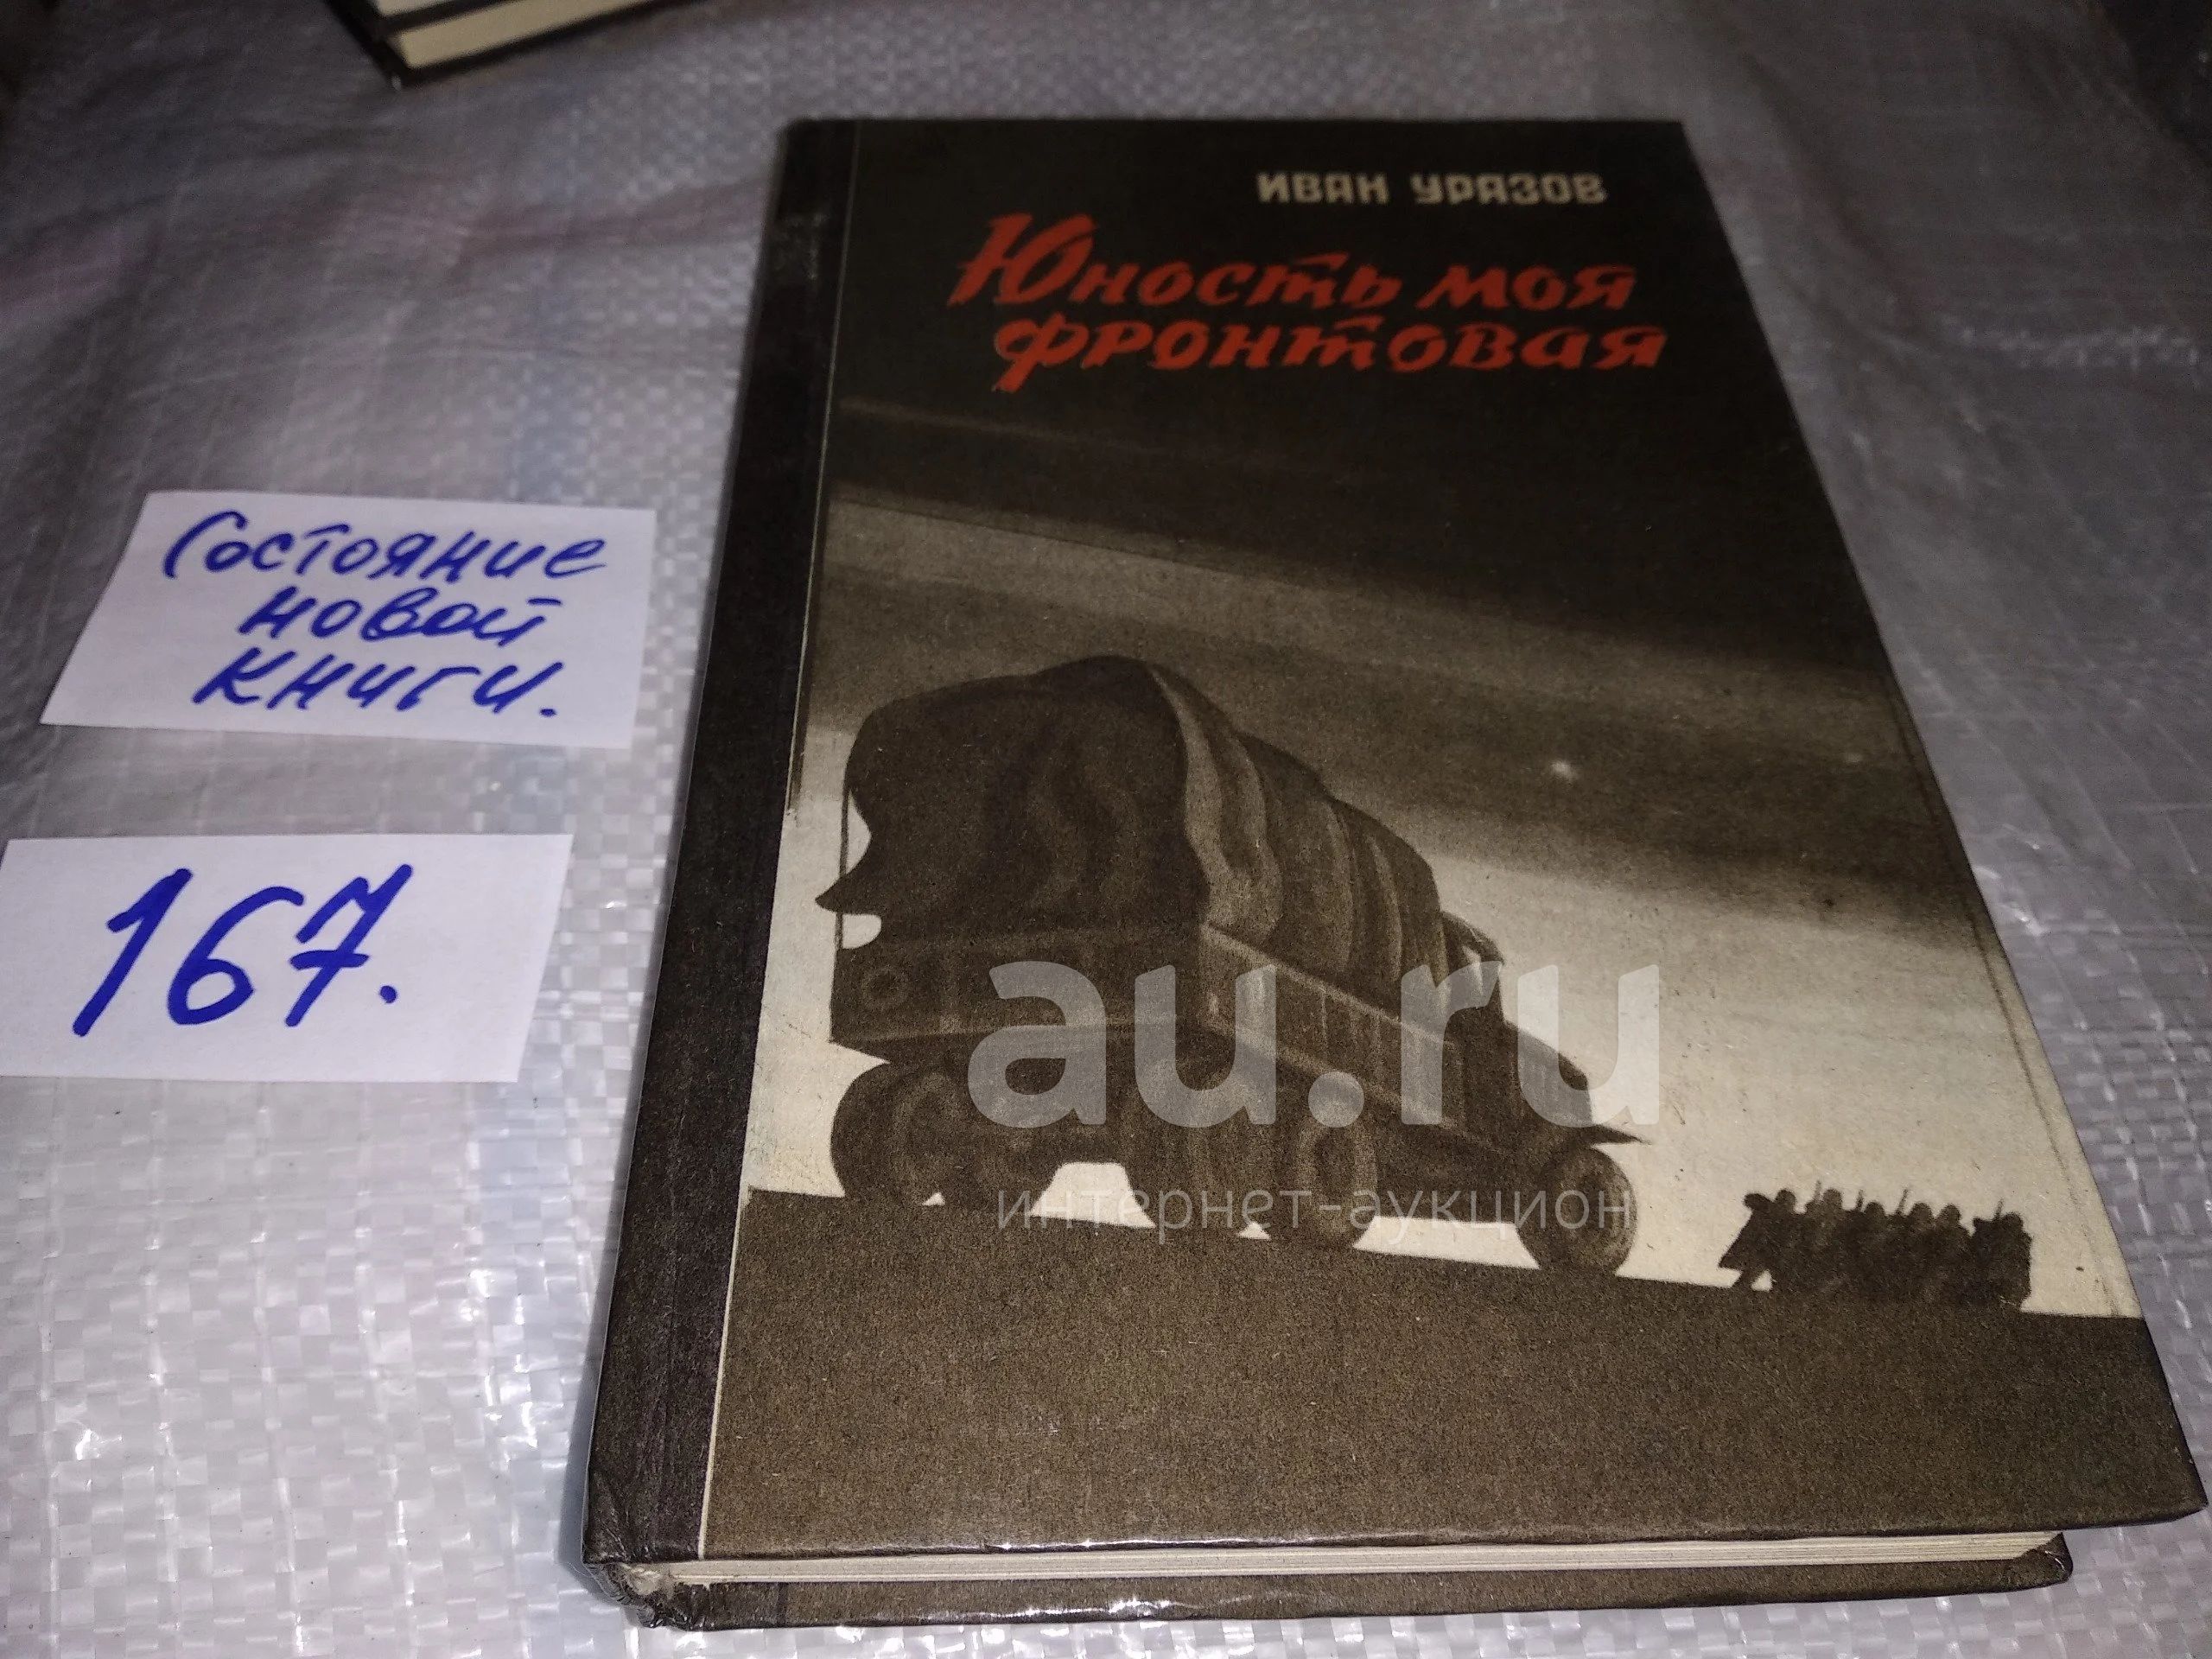 ИВАН УРАЗОВ
Юность моя
фронтовая
Состояние
новой
книги.
167.
au.ru
интернет-аукцион